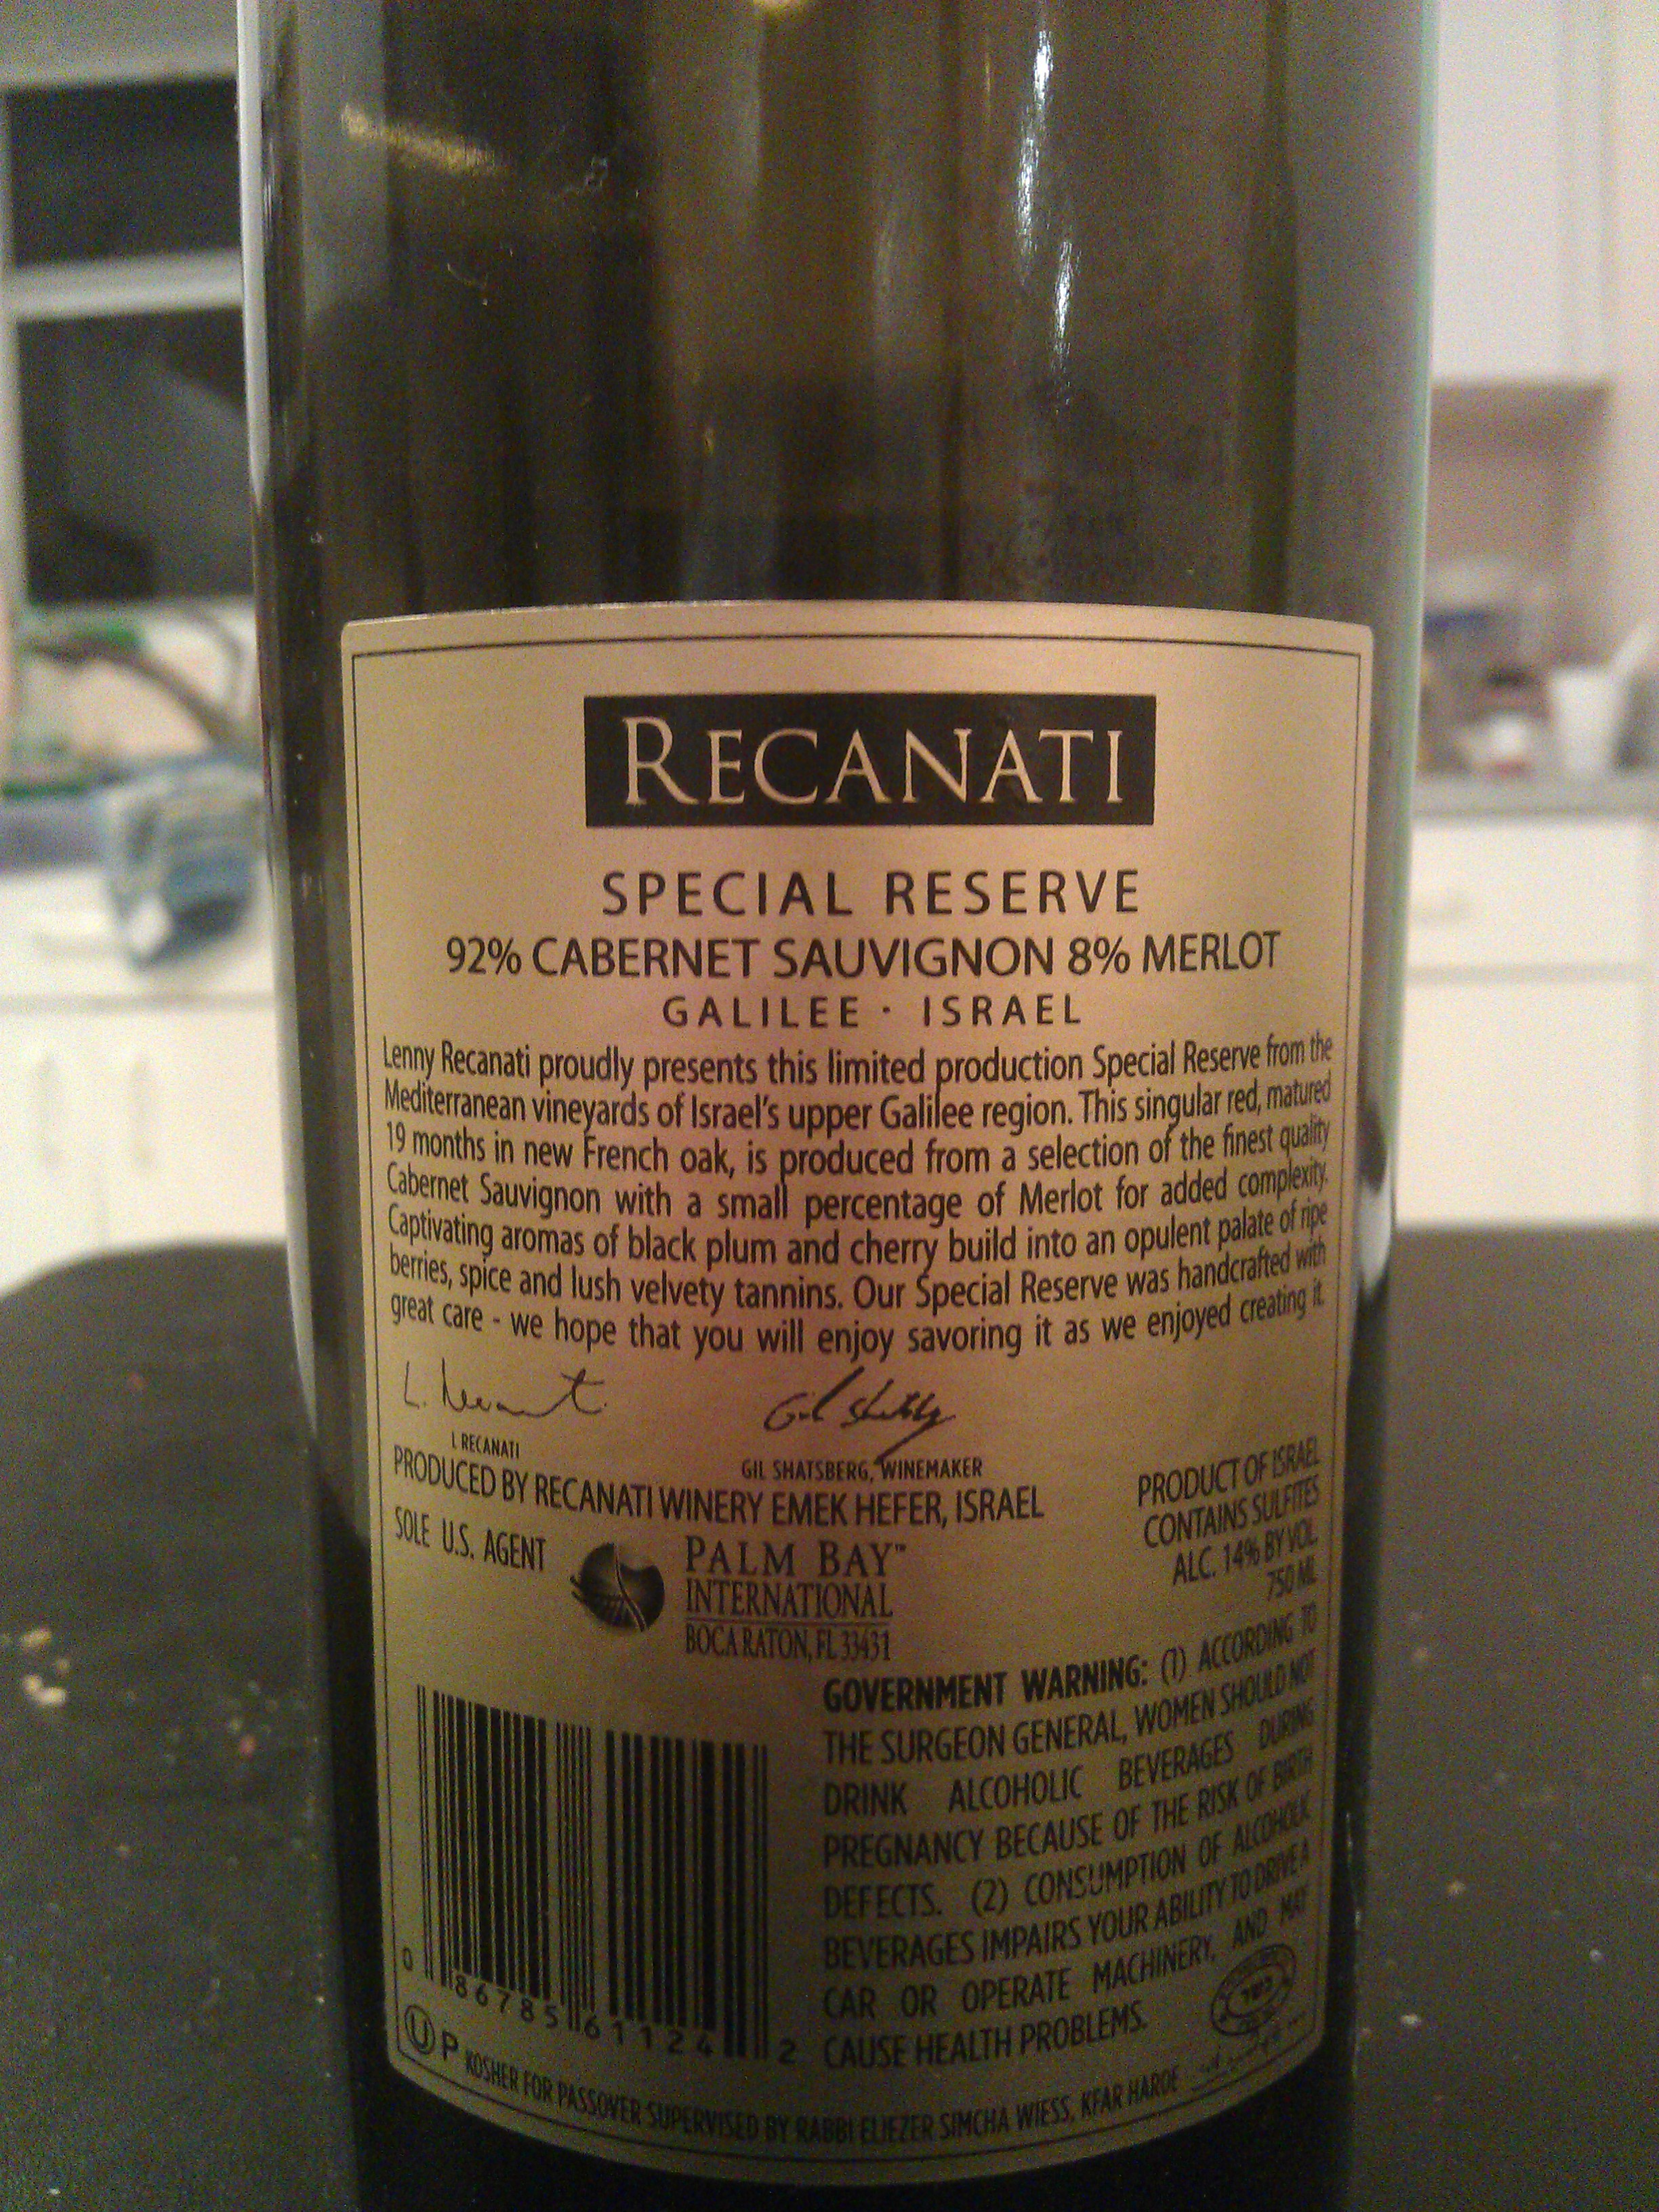 RECANATI
SPECIAL RESERVE
92% CABERNET SAUVIGNON 8% MERLOT
GALILEE · ISRAEL
Lenny Recanati proudly presents this limited production Special Reserve from the
Mediterranean vineyards of Israel's upper Galilee region. This singular red, matured
19 months in new French oak, is produced from a selection of the finest quality
Cabernet Sauvignon with a small percentage of Merlot for added complexity.
Captivating aromas of black plum and cherry build into an opulent palate of ripe
berries, spice and lush velvety tannins. Our Special Reserve was handcrafted with
great care - we hope that you will enjoy savoring it as we enjoyed creating it.
L RECANATI
GIL SHATSBERG, WINEMAKER
PRODUCED BY RECANATI WINERY EMEK HEFER, ISRAEL
PRODUCT OF ISRAEL
CONTAINS SULFITES
ALC. 14% BY VOL.
750 ML
SOLE U.S. AGENT
PALM BAY™
INTERNATIONAL
BOCA RATON, FL 33431
GOVERNMENT WARNING: (1) ACCORDING TO
THE SURGEON GENERAL, WOMEN SHOULD NOT
DRINK ALCOHOLIC BEVERAGES DURING
PREGNANCY BECAUSE OF THE RISK OF BIRTH
DEFECTS. (2) CONSUMPTION OF ALCOHOLIC
BEVERAGES IMPAIRS YOUR ABILITY TO DRIVE A
CAR OR OPERATE MACHINERY, AND MAY
CAUSE HEALTH PROBLEMS.
0 86785 61124 2
U P KOSHER FOR PASSOVER SUPERVISED BY RABBI ELIEZER SIMCHA WIESS, KFAR HAROE